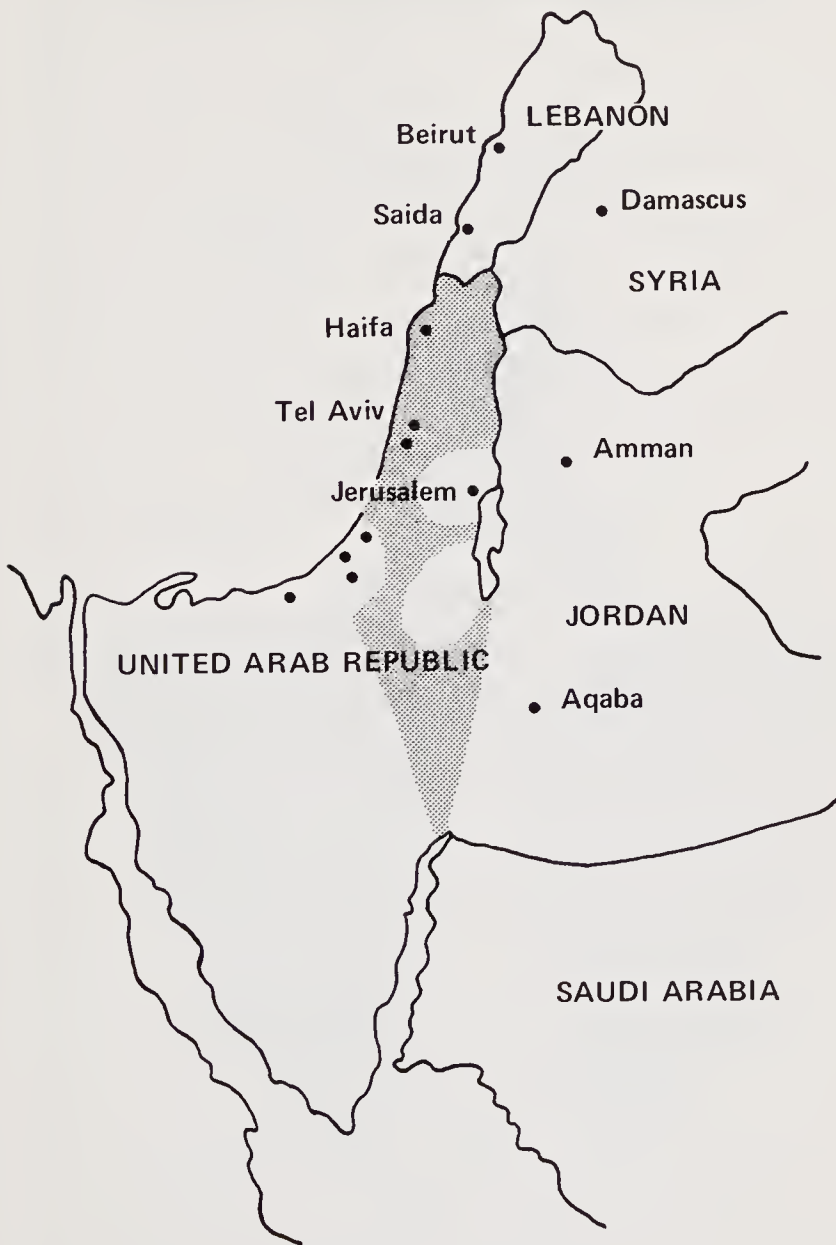 LEBANON
Beirut
Damascus
Saida
SYRIA
Haifa
Tel Aviv
Amman
Jerusalem
JORDAN
UNITED ARAB REPUBLIC
Aqaba
SAUDI ARABIA